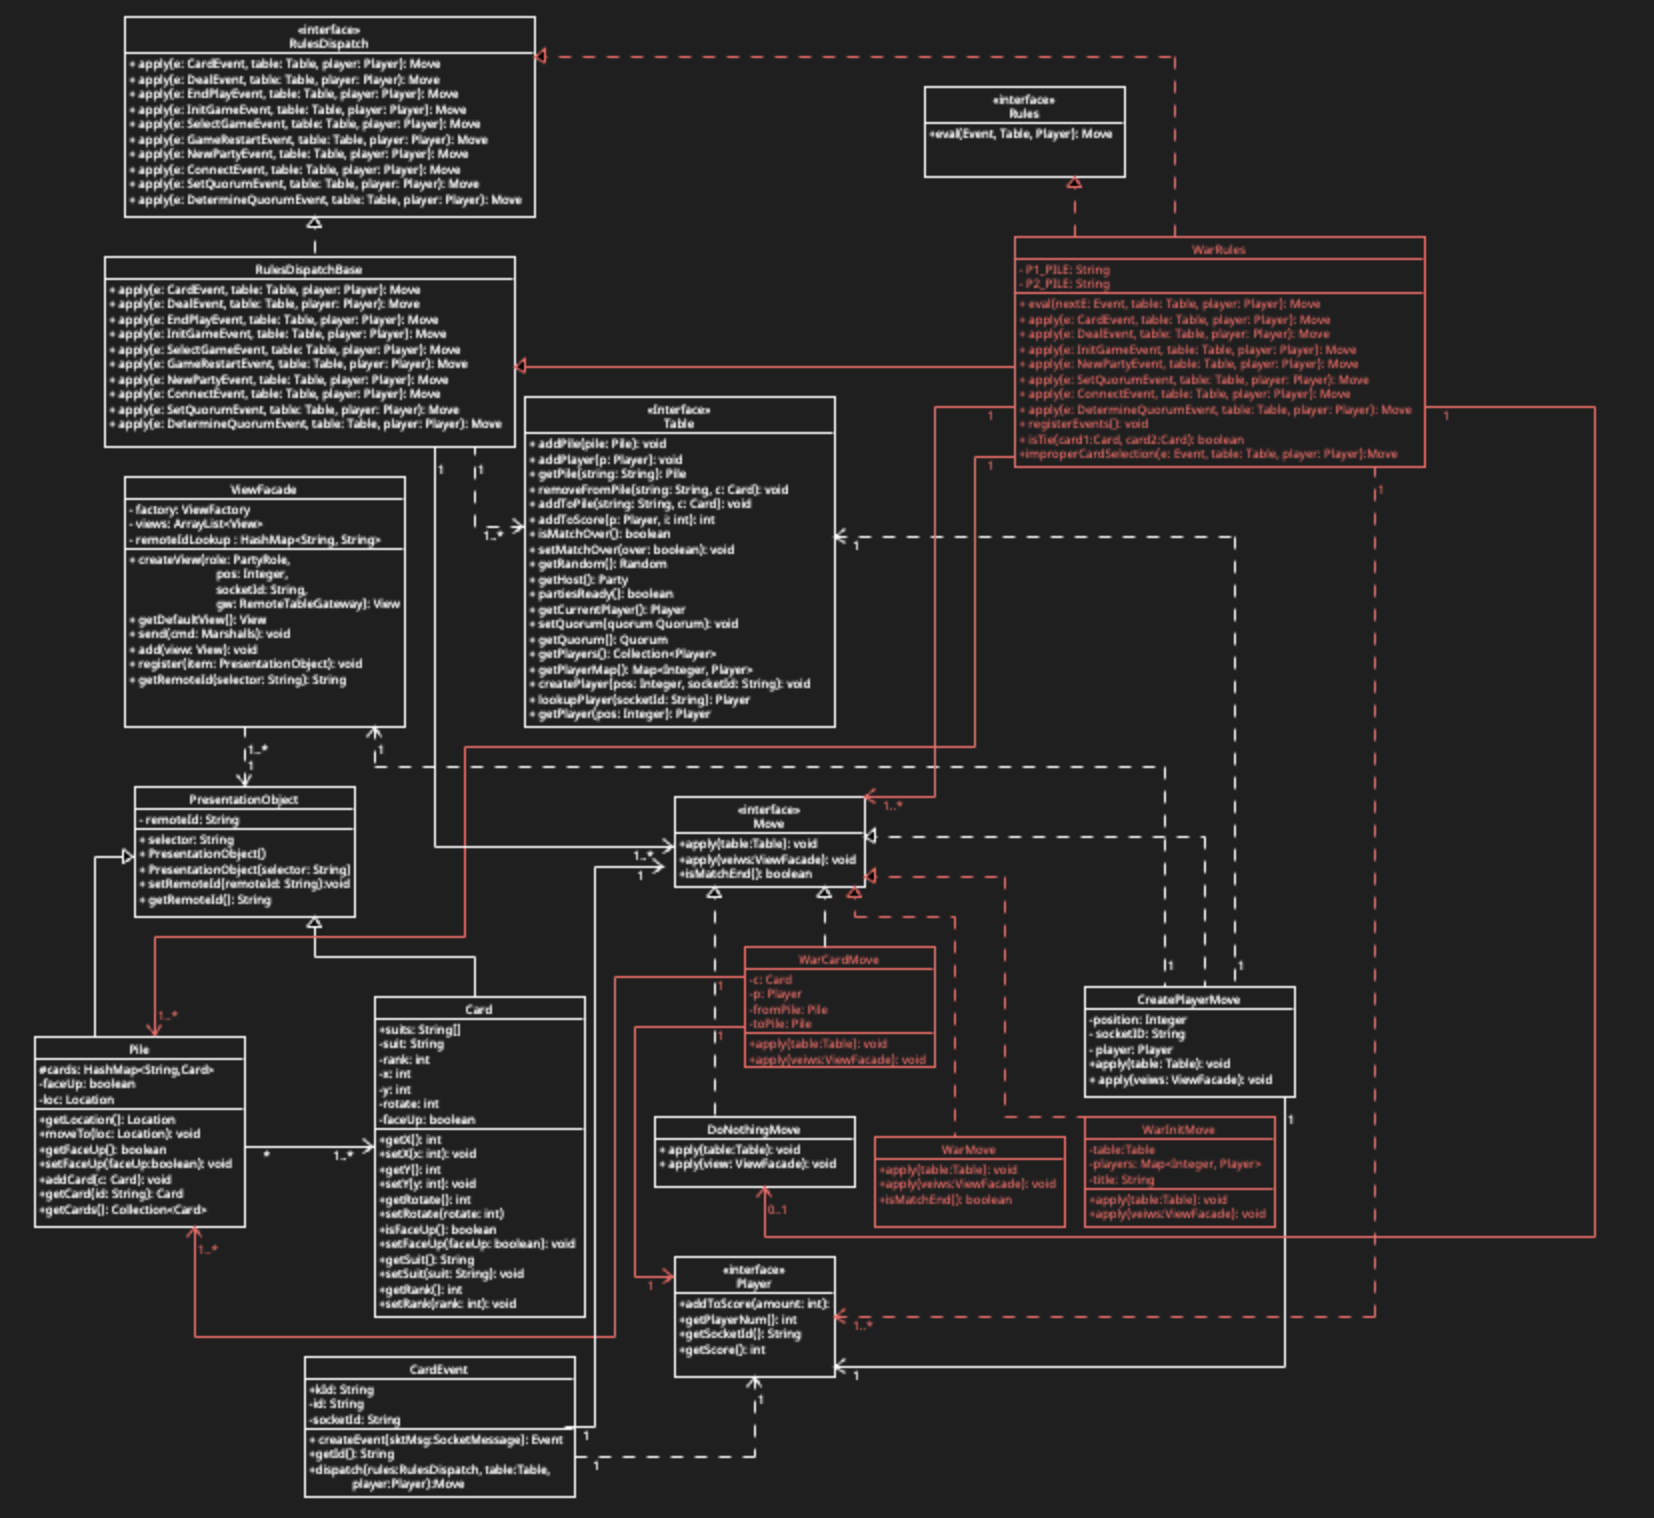 «interface»
RulesDispatch
+ apply(e: CardEvent, table: Table, player: Player): Move
+ apply(e: DealEvent, table: Table, player: Player): Move
+ apply(e: EndPlayEvent, table: Table, player: Player): Move
+ apply(e: InitGameEvent, table: Table, player: Player): Move
+ apply(e: SelectGameEvent, table: Table, player: Player): Move
+ apply(e: GameRestartEvent, table: Table, player: Player): Move
+ apply(e: NewPartyEvent, table: Table, player: Player): Move
+ apply(e: ConnectEvent, table: Table, player: Player): Move
+ apply(e: SetQuorumEvent, table: Table, player: Player): Move
+ apply(e: DetermineQuorumEvent, table: Table, player: Player): Move
«interface»
Rules
+eval(Event, Table, Player): Move
RulesDispatchBase
+ apply(e: CardEvent, table: Table, player: Player): Move
+ apply(e: DealEvent, table: Table, player: Player): Move
+ apply(e: EndPlayEvent, table: Table, player: Player): Move
+ apply(e: InitGameEvent, table: Table, player: Player): Move
+ apply(e: SelectGameEvent, table: Table, player: Player): Move
+ apply(e: GameRestartEvent, table: Table, player: Player): Move
+ apply(e: NewPartyEvent, table: Table, player: Player): Move
+ apply(e: ConnectEvent, table: Table, player: Player): Move
+ apply(e: SetQuorumEvent, table: Table, player: Player): Move
+ apply(e: DetermineQuorumEvent, table: Table, player: Player): Move
1
1
1..*
WarRules
- P1_PILE: String
- P2_PILE: String
+ eval(nextE: Event, table: Table, player: Player): Move
+ apply(e: CardEvent, table: Table, player: Player): Move
+ apply(e: DealEvent, table: Table, player: Player): Move
+ apply(e: InitGameEvent, table: Table, player: Player): Move
+ apply(e: NewPartyEvent, table: Table, player: Player): Move
+ apply(e: SetQuorumEvent, table: Table, player: Player): Move
+ apply(e: ConnectEvent, table: Table, player: Player): Move
+ apply(e: DetermineQuorumEvent, table: Table, player: Player): Move
+ registerEvents(): void
+ isTie(card1:Card, card2:Card): boolean
+improperCardSelection(e: Event, table: Table, player: Player):Move
1
1
1
1
«Interface»
Table
+ addPile(pile: Pile): void
+ addPlayer(p: Player): void
+ getPile(string: String): Pile
+ removeFromPile(string: String, c: Card): void
+ addToPile(string: String, c: Card): void
+ addToScore(p: Player, i: int): int
+ isMatchOver(): boolean
+ setMatchOver(over: boolean): void
+ getRandom(): Random
+ getHost(): Party
+ partiesReady(): boolean
+ getCurrentPlayer(): Player
+ setQuorum(quorum Quorum): void
+ getQuorum(): Quorum
+ getPlayers(): Collection<Player>
+ getPlayerMap(): Map<Integer, Player>
+ createPlayer(pos: Integer, socketId: String): void
+ lookupPlayer(socketId: String): Player
+ getPlayer(pos: Integer): Player
1
ViewFacade
- factory: ViewFactory
- views: ArrayList<View>
- remoteIdLookup : HashMap<String, String>
+ createView(role: PartyRole,
pos: Integer,
socketId: String,
gw: RemoteTableGateway): View
+ getDefaultView(): View
+ send(cmd: Marshalls): void
+ add(view: View): void
+ register(item: PresentationObject): void
+ getRemoteId(selector: String): String
1..*
1
1
PresentationObject
- remoteId: String
+ selector: String
+ PresentationObject()
+ PresentationObject(selector: String)
+ setRemoteId(remoteId: String):void
+ getRemoteId(): String
«interface»
Move
+apply(table:Table): void
+apply(veiws:ViewFacade): void
+isMatchEnd(): boolean
1..*
1..*
1
WarCardMove
-c: Card
-p: Player
-fromPile: Pile
-toPile: Pile
+apply(table:Table): void
+apply(veiws:ViewFacade): void
1
1
1
1
CreatePlayerMove
-position: Integer
- socketID: String
- player: Player
+apply(table: Table): void
+ apply(veiws: ViewFacade): void
1
1..*
Pile
#cards: HashMap<String,Card>
-faceUp: boolean
-loc: Location
+getLocation(): Location
+moveTo(loc: Location): void
+getFaceUp(): boolean
+setFaceUp(faceUp:boolean): void
+addCard(c: Card): void
+getCard(id: String): Card
+getCards(): Collection<Card>
1..*
*
1..*
Card
+suits: String[]
-suit: String
-rank: int
-x: int
-y: int
-rotate: int
-faceUp: boolean
+getX(): int
+setX(x: int): void
+getY(): int
+setY(y: int): void
+getRotate(): int
+setRotate(rotate: int)
+isFaceUp(): boolean
+setFaceUp(faceUp: boolean): void
+getSuit(): String
+setSuit(suit: String): void
+getRank(): int
+setRank(rank: int): void
DoNothingMove
+ apply(table:Table): void
+ apply(view: ViewFacade): void
0..1
WarMove
+apply(table:Table): void
+apply(veiws:ViewFacade): void
+isMatchEnd(): boolean
WarInitMove
-table:Table
-players: Map<Integer, Player>
-title: String
+apply(table:Table): void
+apply(veiws:ViewFacade): void
«interface»
Player
+addToScore(amount: int):
+getPlayerNum(): int
+getSocketId(): String
+getScore(): int
1
1..*
1
1
CardEvent
+kId: String
-id: String
-socketId: String
+ createEvent(sktMsg:SocketMessage): Event
+getId(): String
+dispatch(rules:RulesDispatch, table:Table,
player:Player):Move
1
1